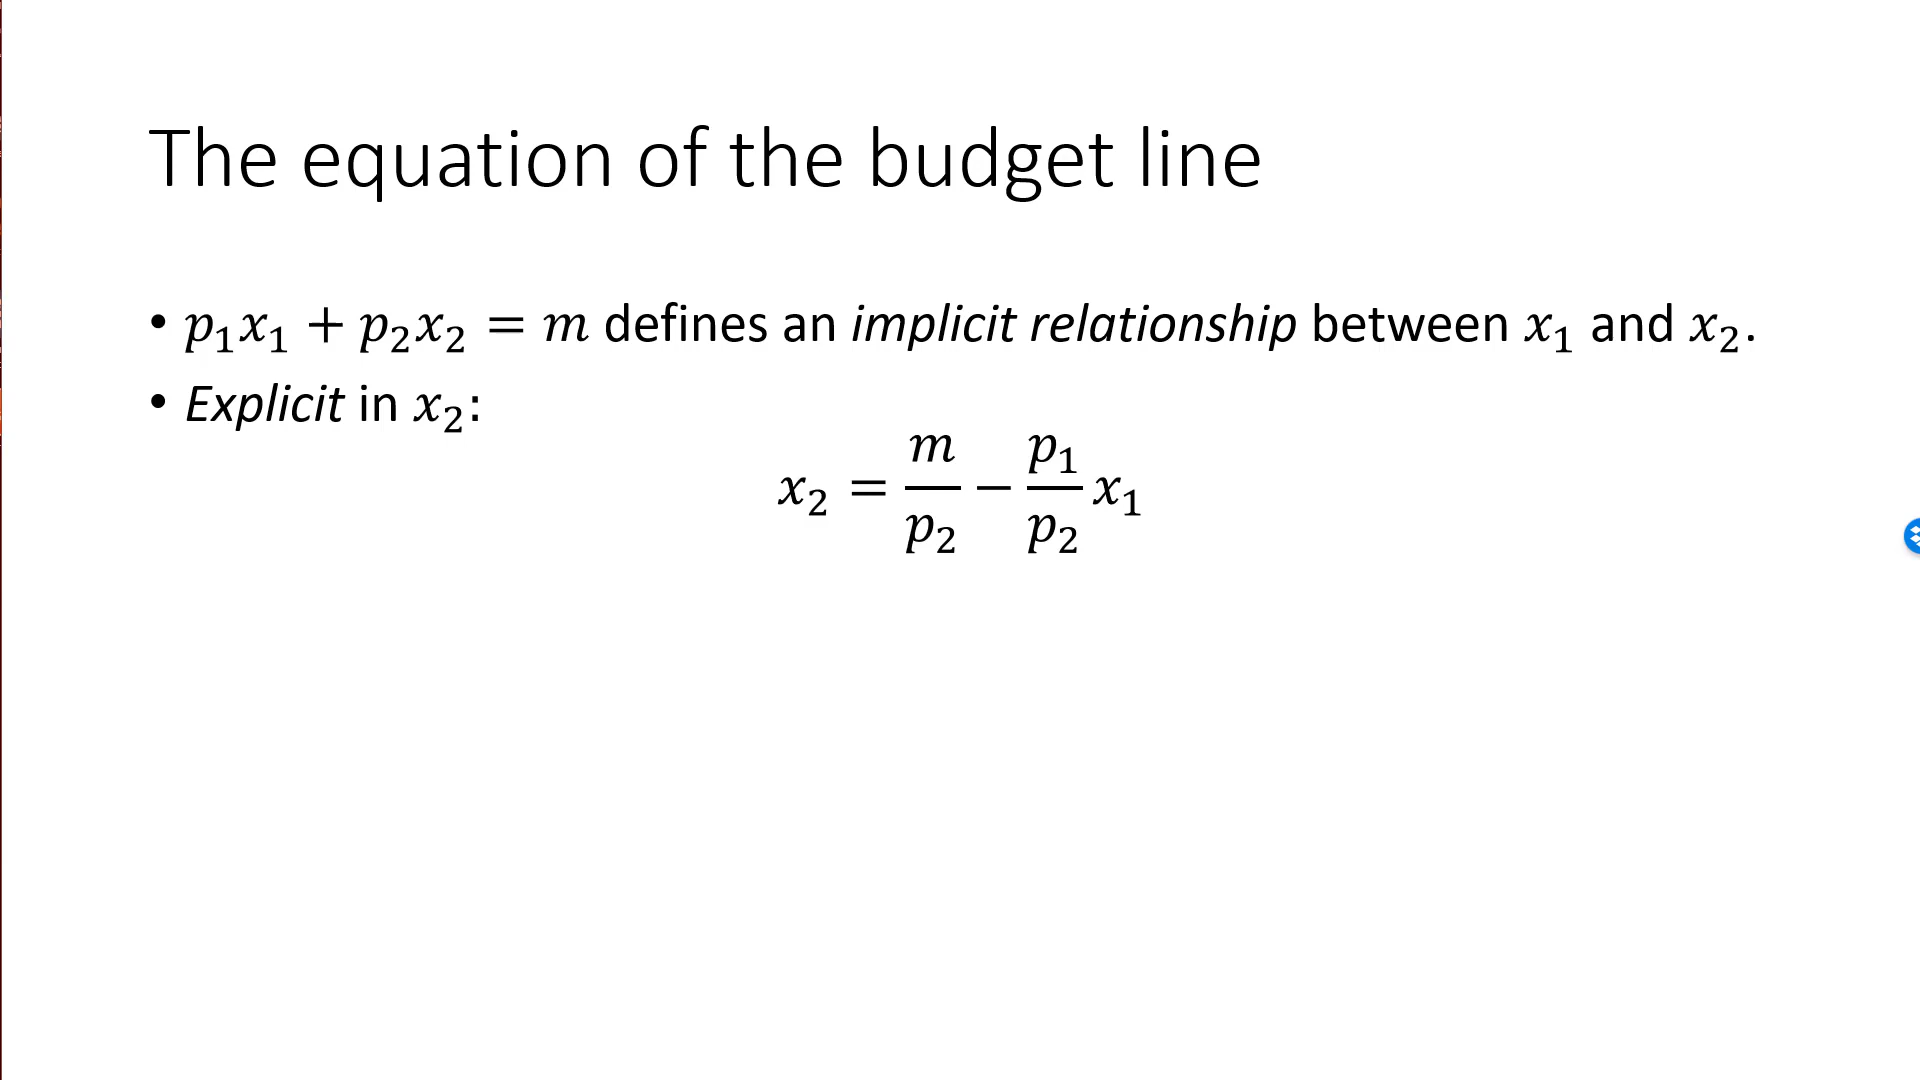 The equation of the budget line
• p₁x₁ + p₂x₂ = m defines an implicit relationship between x₁ and x₂.
• Explicit in x₂:
x₂ = m/p₂ − p₁/p₂ x₁